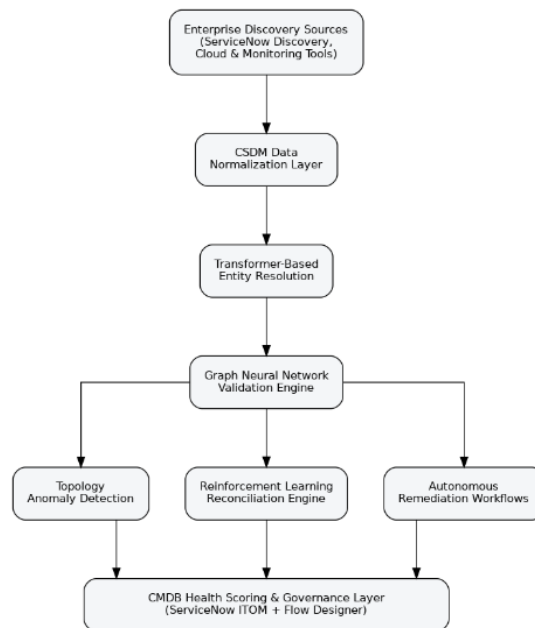 Enterprise Discovery Sources
(ServiceNow Discovery,
Cloud & Monitoring Tools)
CSDM Data
Normalization Layer
Transformer-Based
Entity Resolution
Graph Neural Network
Validation Engine
Topology
Anomaly Detection
Reinforcement Learning
Reconciliation Engine
Autonomous
Remediation Workflows
CMDB Health Scoring & Governance Layer
(ServiceNow ITOM + Flow Designer)